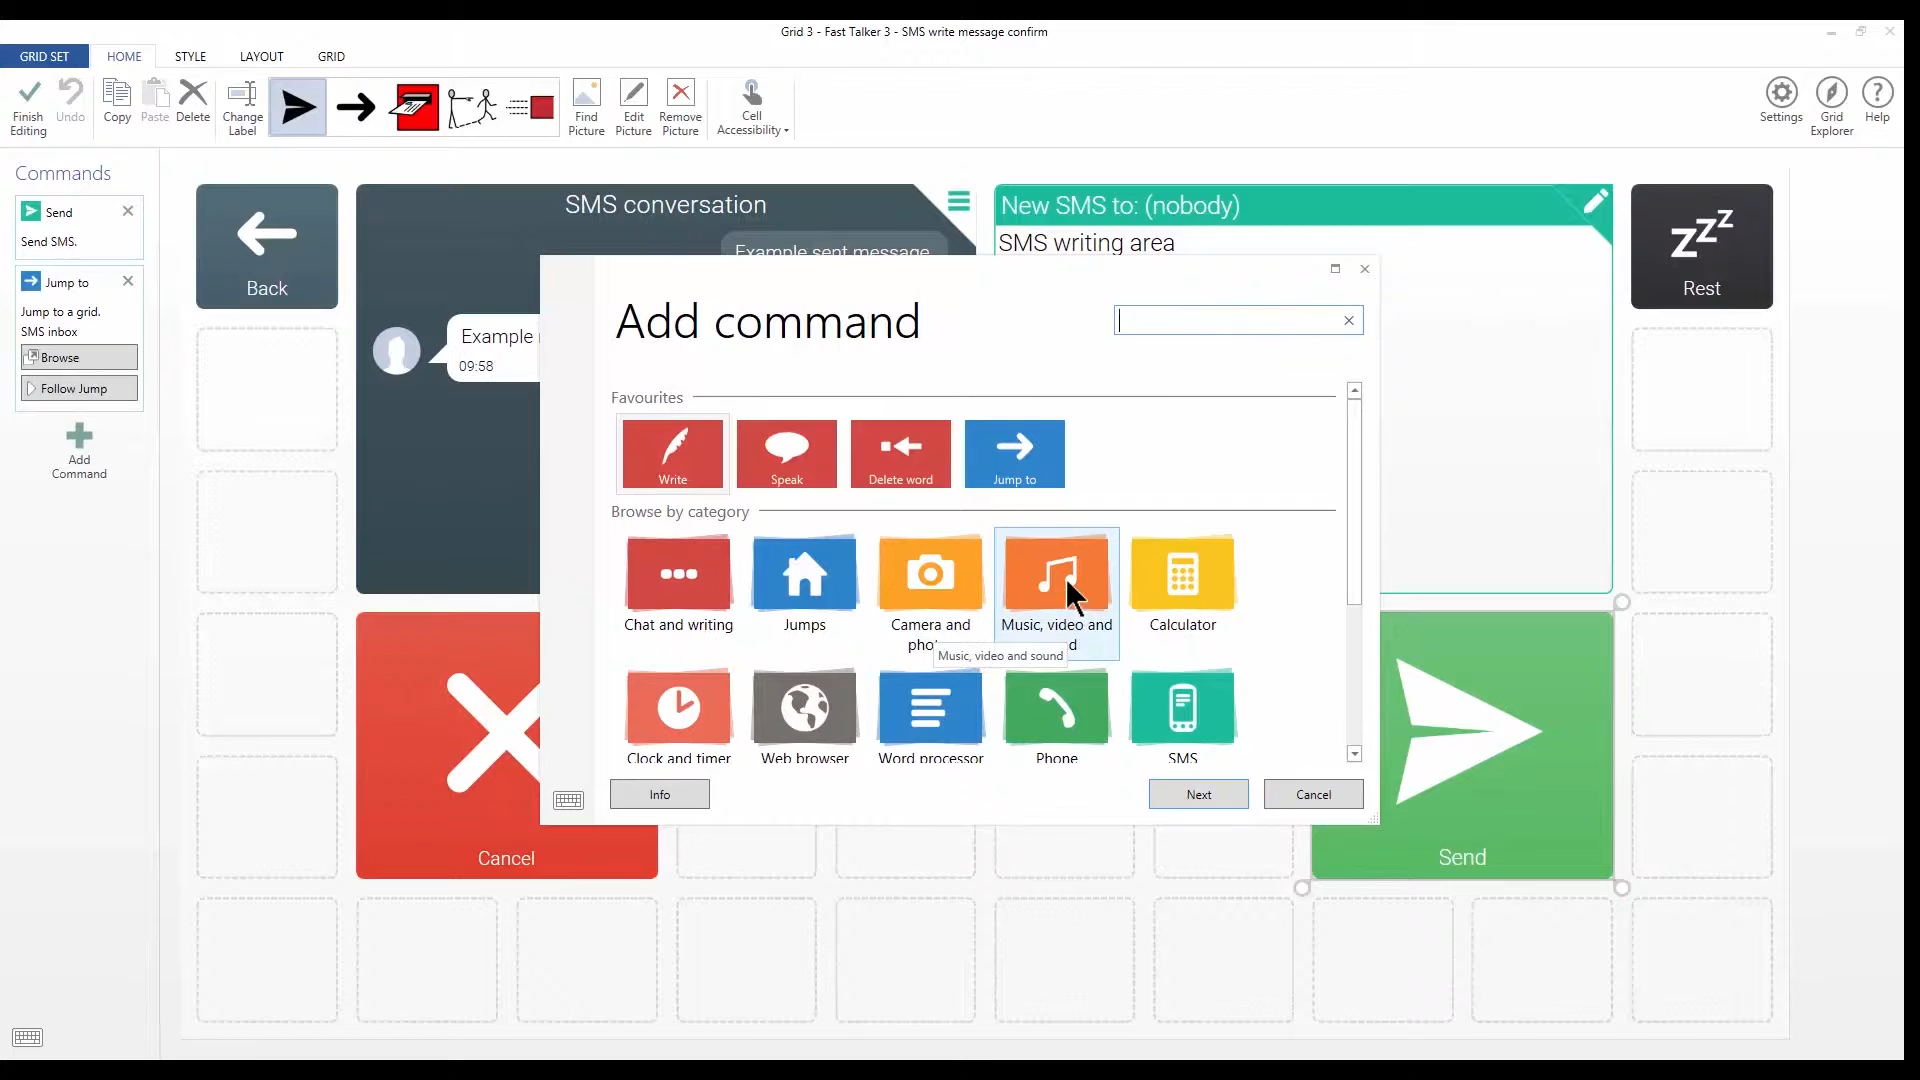 Grid 3 - Fast Talker 3 - SMS write message confirm
GRID SET
HOME
STYLE
LAYOUT
GRID
Finish
Editing
Undo
Copy
Paste
Delete
Change
Label
Find
Picture
Edit
Picture
Remove
Picture
Cell
Accessibility
Settings
Grid
Explorer
Help
Commands
Send
Send SMS.
Jump to
Jump to a grid.
SMS inbox
Browse
Follow Jump
Add
Command
Back
SMS conversation
Example sent message
Example
09:58
New SMS to: (nobody)
SMS writing area
zzz
Rest
Add command
Favourites
Write
Speak
Delete word
Jump to
Browse by category
Chat and writing
Jumps
Camera and
Music, video and
Calculator
Music, video and sound
Clock and timer
Web browser
Word processor
Phone
SMS
Info
Next
Cancel
Cancel
Send